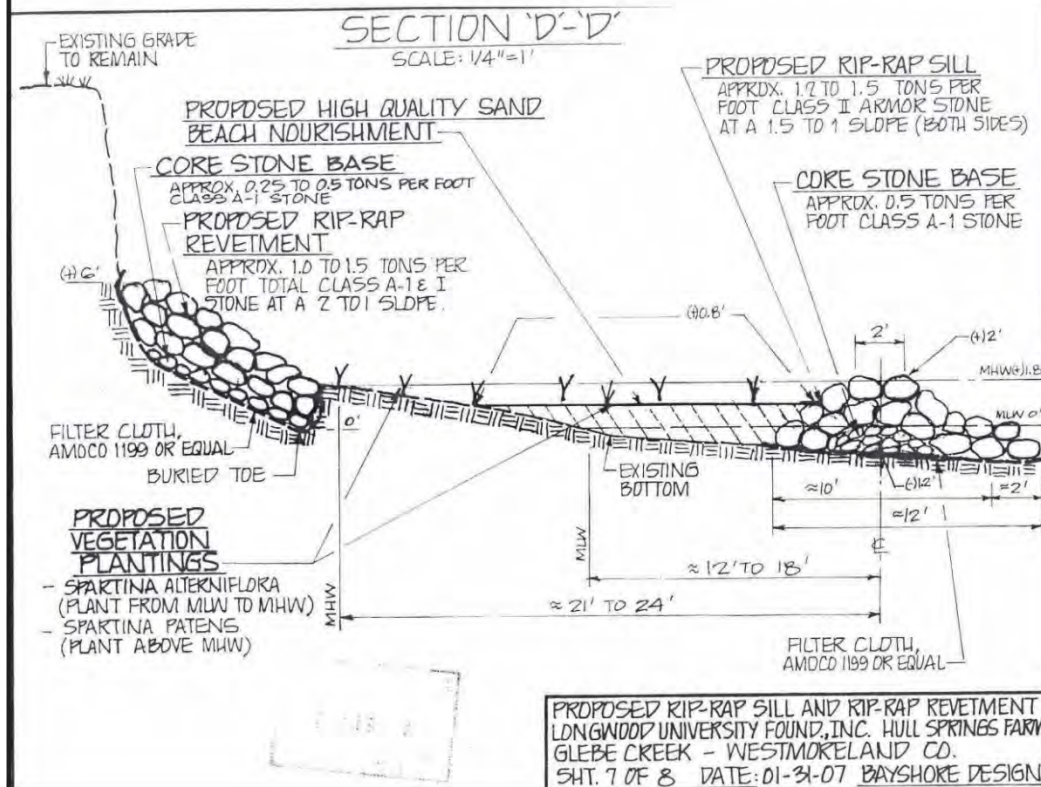 SECTION 'D'-'D'
SCALE: 1/4"=1'
EXISTING GRADE
TO REMAIN
PROPOSED HIGH QUALITY SAND
BEACH NOURISHMENT
CORE STONE BASE
APPROX. 0.25 TO 0.5 TONS PER FOOT
CLASS A-1 STONE
PROPOSED RIP-RAP
REVETMENT
APPROX. 1.0 TO 1.5 TONS PER
FOOT TOTAL CLASS A-1 & I
STONE AT A 2 TO 1 SLOPE.
PROPOSED RIP-RAP SILL
APPROX. 1.2 TO 1.5 TONS PER
FOOT CLASS II ARMOR STONE
AT A 1.5 TO 1 SLOPE (BOTH SIDES)
CORE STONE BASE
APPROX. 0.5 TONS PER
FOOT CLASS A-1 STONE
(+) 6'
(+)0.8'
2'
(+)2'
MHW(+)1.8
MLW 0'
0'
FILTER CLOTH,
AMOCO 1199 OR EQUAL
BURIED TOE
EXISTING
BOTTOM
(-)1.2'
≈10'
≈2'
≈12'
℄
MLW
≈ 12' TO 18'
MHW
≈ 21' TO 24'
PROPOSED
VEGETATION
PLANTINGS
- SPARTINA ALTERNIFLORA
(PLANT FROM MLW TO MHW)
- SPARTINA PATENS
(PLANT ABOVE MHW)
FILTER CLOTH,
AMOCO 1199 OR EQUAL
PROPOSED RIP-RAP SILL AND RIP-RAP REVETMENT
LONGWOOD UNIVERSITY FOUND., INC. HULL SPRINGS FARM
GLEBE CREEK - WESTMORELAND CO.
SHT. 7 OF 8 DATE: 01-31-07 BAYSHORE DESIGN